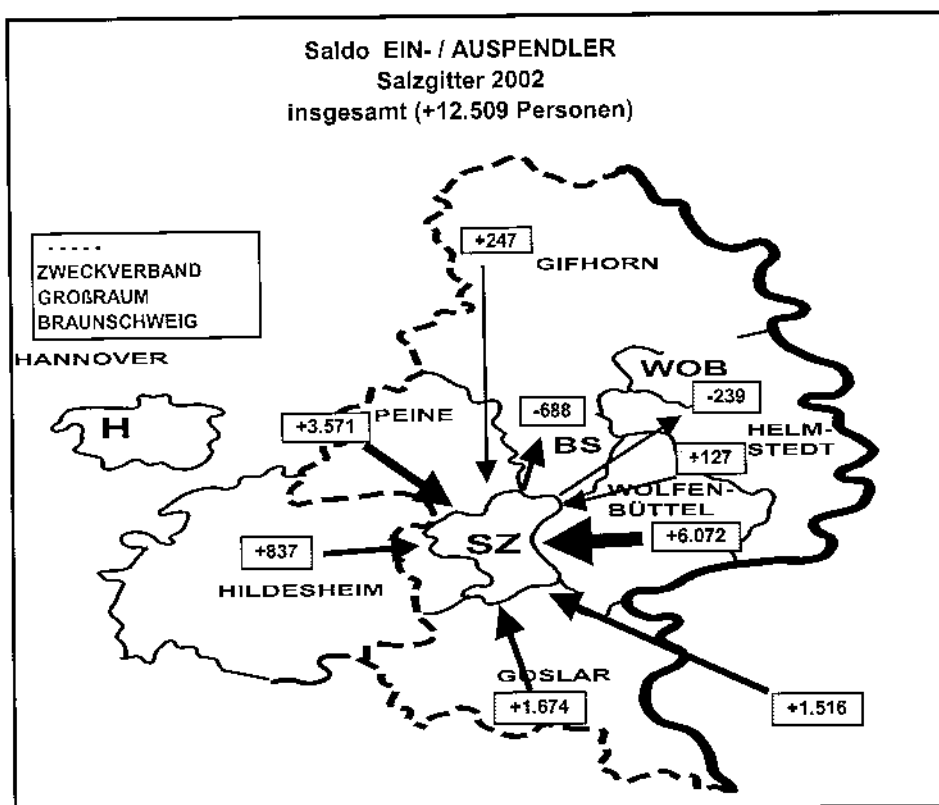 Saldo EIN- / AUSPENDLER
Salzgitter 2002
insgesamt (+12.509 Personen)
- - - - -
ZWECKVERBAND
GROßRAUM
BRAUNSCHWEIG
HANNOVER
H
+247
GIFHORN
WOB
PEINE
+3.571
-688
BS
-239
HELM-
STEDT
+127
WOLFEN-
BÜTTEL
SZ
+6.072
+837
HILDESHEIM
GOSLAR
+1.674
+1.516